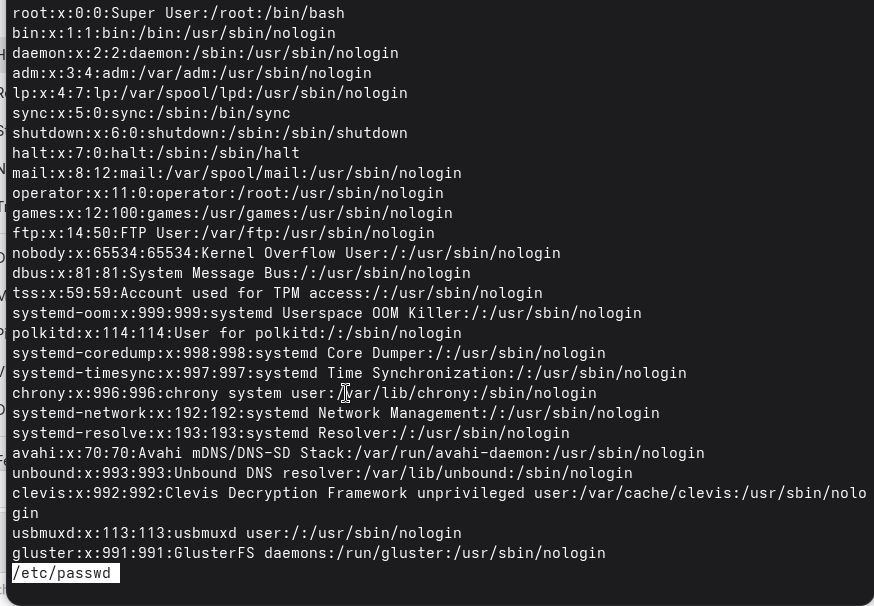 root:x:0:0:Super User:/root:/bin/bash
bin:x:1:1:bin:/bin:/usr/sbin/nologin
daemon:x:2:2:daemon:/sbin:/usr/sbin/nologin
adm:x:3:4:adm:/var/adm:/usr/sbin/nologin
lp:x:4:7:lp:/var/spool/lpd:/usr/sbin/nologin
sync:x:5:0:sync:/sbin:/bin/sync
shutdown:x:6:0:shutdown:/sbin:/sbin/shutdown
halt:x:7:0:halt:/sbin:/sbin/halt
mail:x:8:12:mail:/var/spool/mail:/usr/sbin/nologin
operator:x:11:0:operator:/root:/usr/sbin/nologin
games:x:12:100:games:/usr/games:/usr/sbin/nologin
ftp:x:14:50:FTP User:/var/ftp:/usr/sbin/nologin
nobody:x:65534:65534:Kernel Overflow User:/:/usr/sbin/nologin
dbus:x:81:81:System Message Bus:/:/usr/sbin/nologin
tss:x:59:59:Account used for TPM access:/:/usr/sbin/nologin
systemd-oom:x:999:999:systemd Userspace OOM Killer:/:/usr/sbin/nologin
polkitd:x:114:114:User for polkitd:/:/sbin/nologin
systemd-coredump:x:998:998:systemd Core Dumper:/:/usr/sbin/nologin
systemd-timesync:x:997:997:systemd Time Synchronization:/:/usr/sbin/nologin
chrony:x:996:996:chrony system user:/var/lib/chrony:/sbin/nologin
systemd-network:x:192:192:systemd Network Management:/:/usr/sbin/nologin
systemd-resolve:x:193:193:systemd Resolver:/:/usr/sbin/nologin
avahi:x:70:70:Avahi mDNS/DNS-SD Stack:/var/run/avahi-daemon:/usr/sbin/nologin
unbound:x:993:993:Unbound DNS resolver:/var/lib/unbound:/sbin/nologin
clevis:x:992:992:Clevis Decryption Framework unprivileged user:/var/cache/clevis:/usr/sbin/nolo
gin
usbmuxd:x:113:113:usbmuxd user:/:/usr/sbin/nologin
gluster:x:991:991:GlusterFS daemons:/run/gluster:/usr/sbin/nologin
/etc/passwd